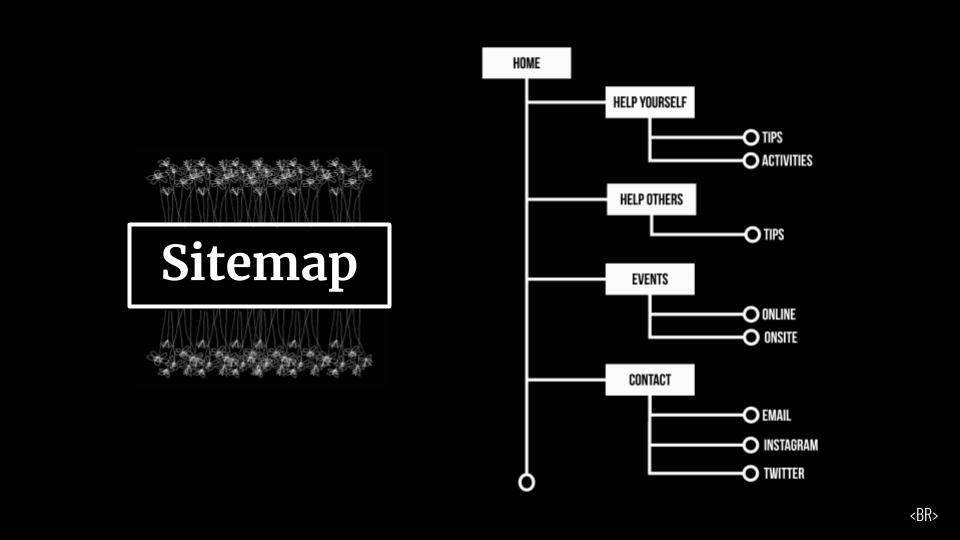 Sitemap
HOME
HELP YOURSELF
TIPS
ACTIVITIES
HELP OTHERS
TIPS
EVENTS
ONLINE
ONSITE
CONTACT
EMAIL
INSTAGRAM
TWITTER
<BR>